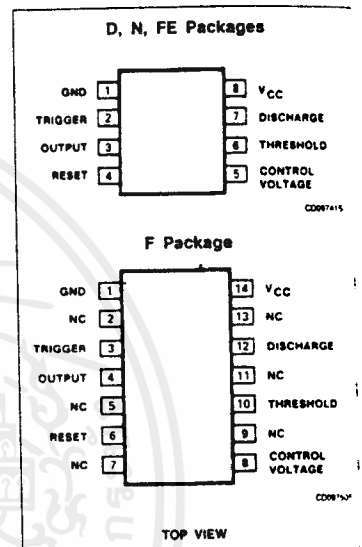 D, N, FE Packages
GND 1 8 VCC
TRIGGER 2 7 DISCHARGE
OUTPUT 3 6 THRESHOLD
RESET 4 5 CONTROL VOLTAGE
F Package
GND 1 14 VCC
NC 2 13 NC
TRIGGER 3 12 DISCHARGE
OUTPUT 4 11 NC
NC 5 10 THRESHOLD
RESET 6 9 NC
NC 7 8 CONTROL VOLTAGE
TOP VIEW